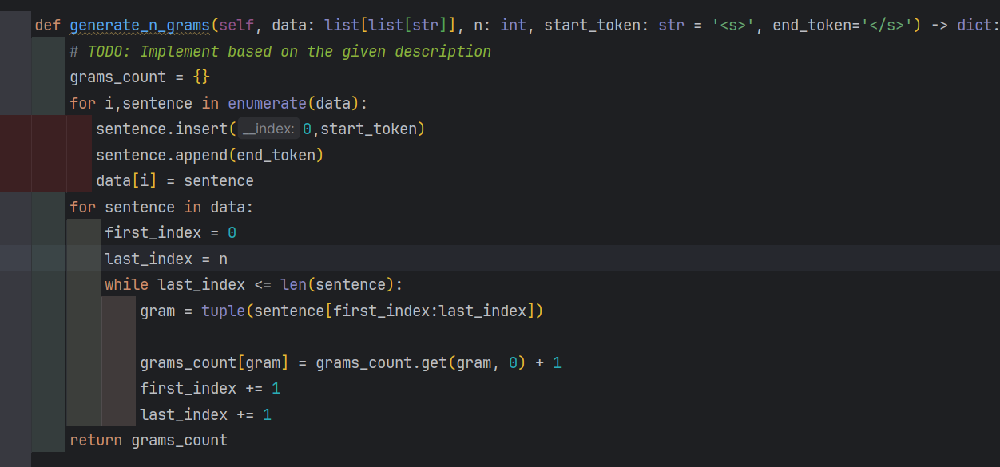 def generate_n_grams(self, data: list[list[str]], n: int, start_token: str = '<s>', end_token='</s>') -> dict:
    # TODO: Implement based on the given description
    grams_count = {}
    for i,sentence in enumerate(data):
       sentence.insert(__index: 0,start_token)
       sentence.append(end_token)
       data[i] = sentence
    for sentence in data:
        first_index = 0
        last_index = n
        while last_index <= len(sentence):
            gram = tuple(sentence[first_index:last_index])

            grams_count[gram] = grams_count.get(gram, 0) + 1
            first_index += 1
            last_index += 1
    return grams_count